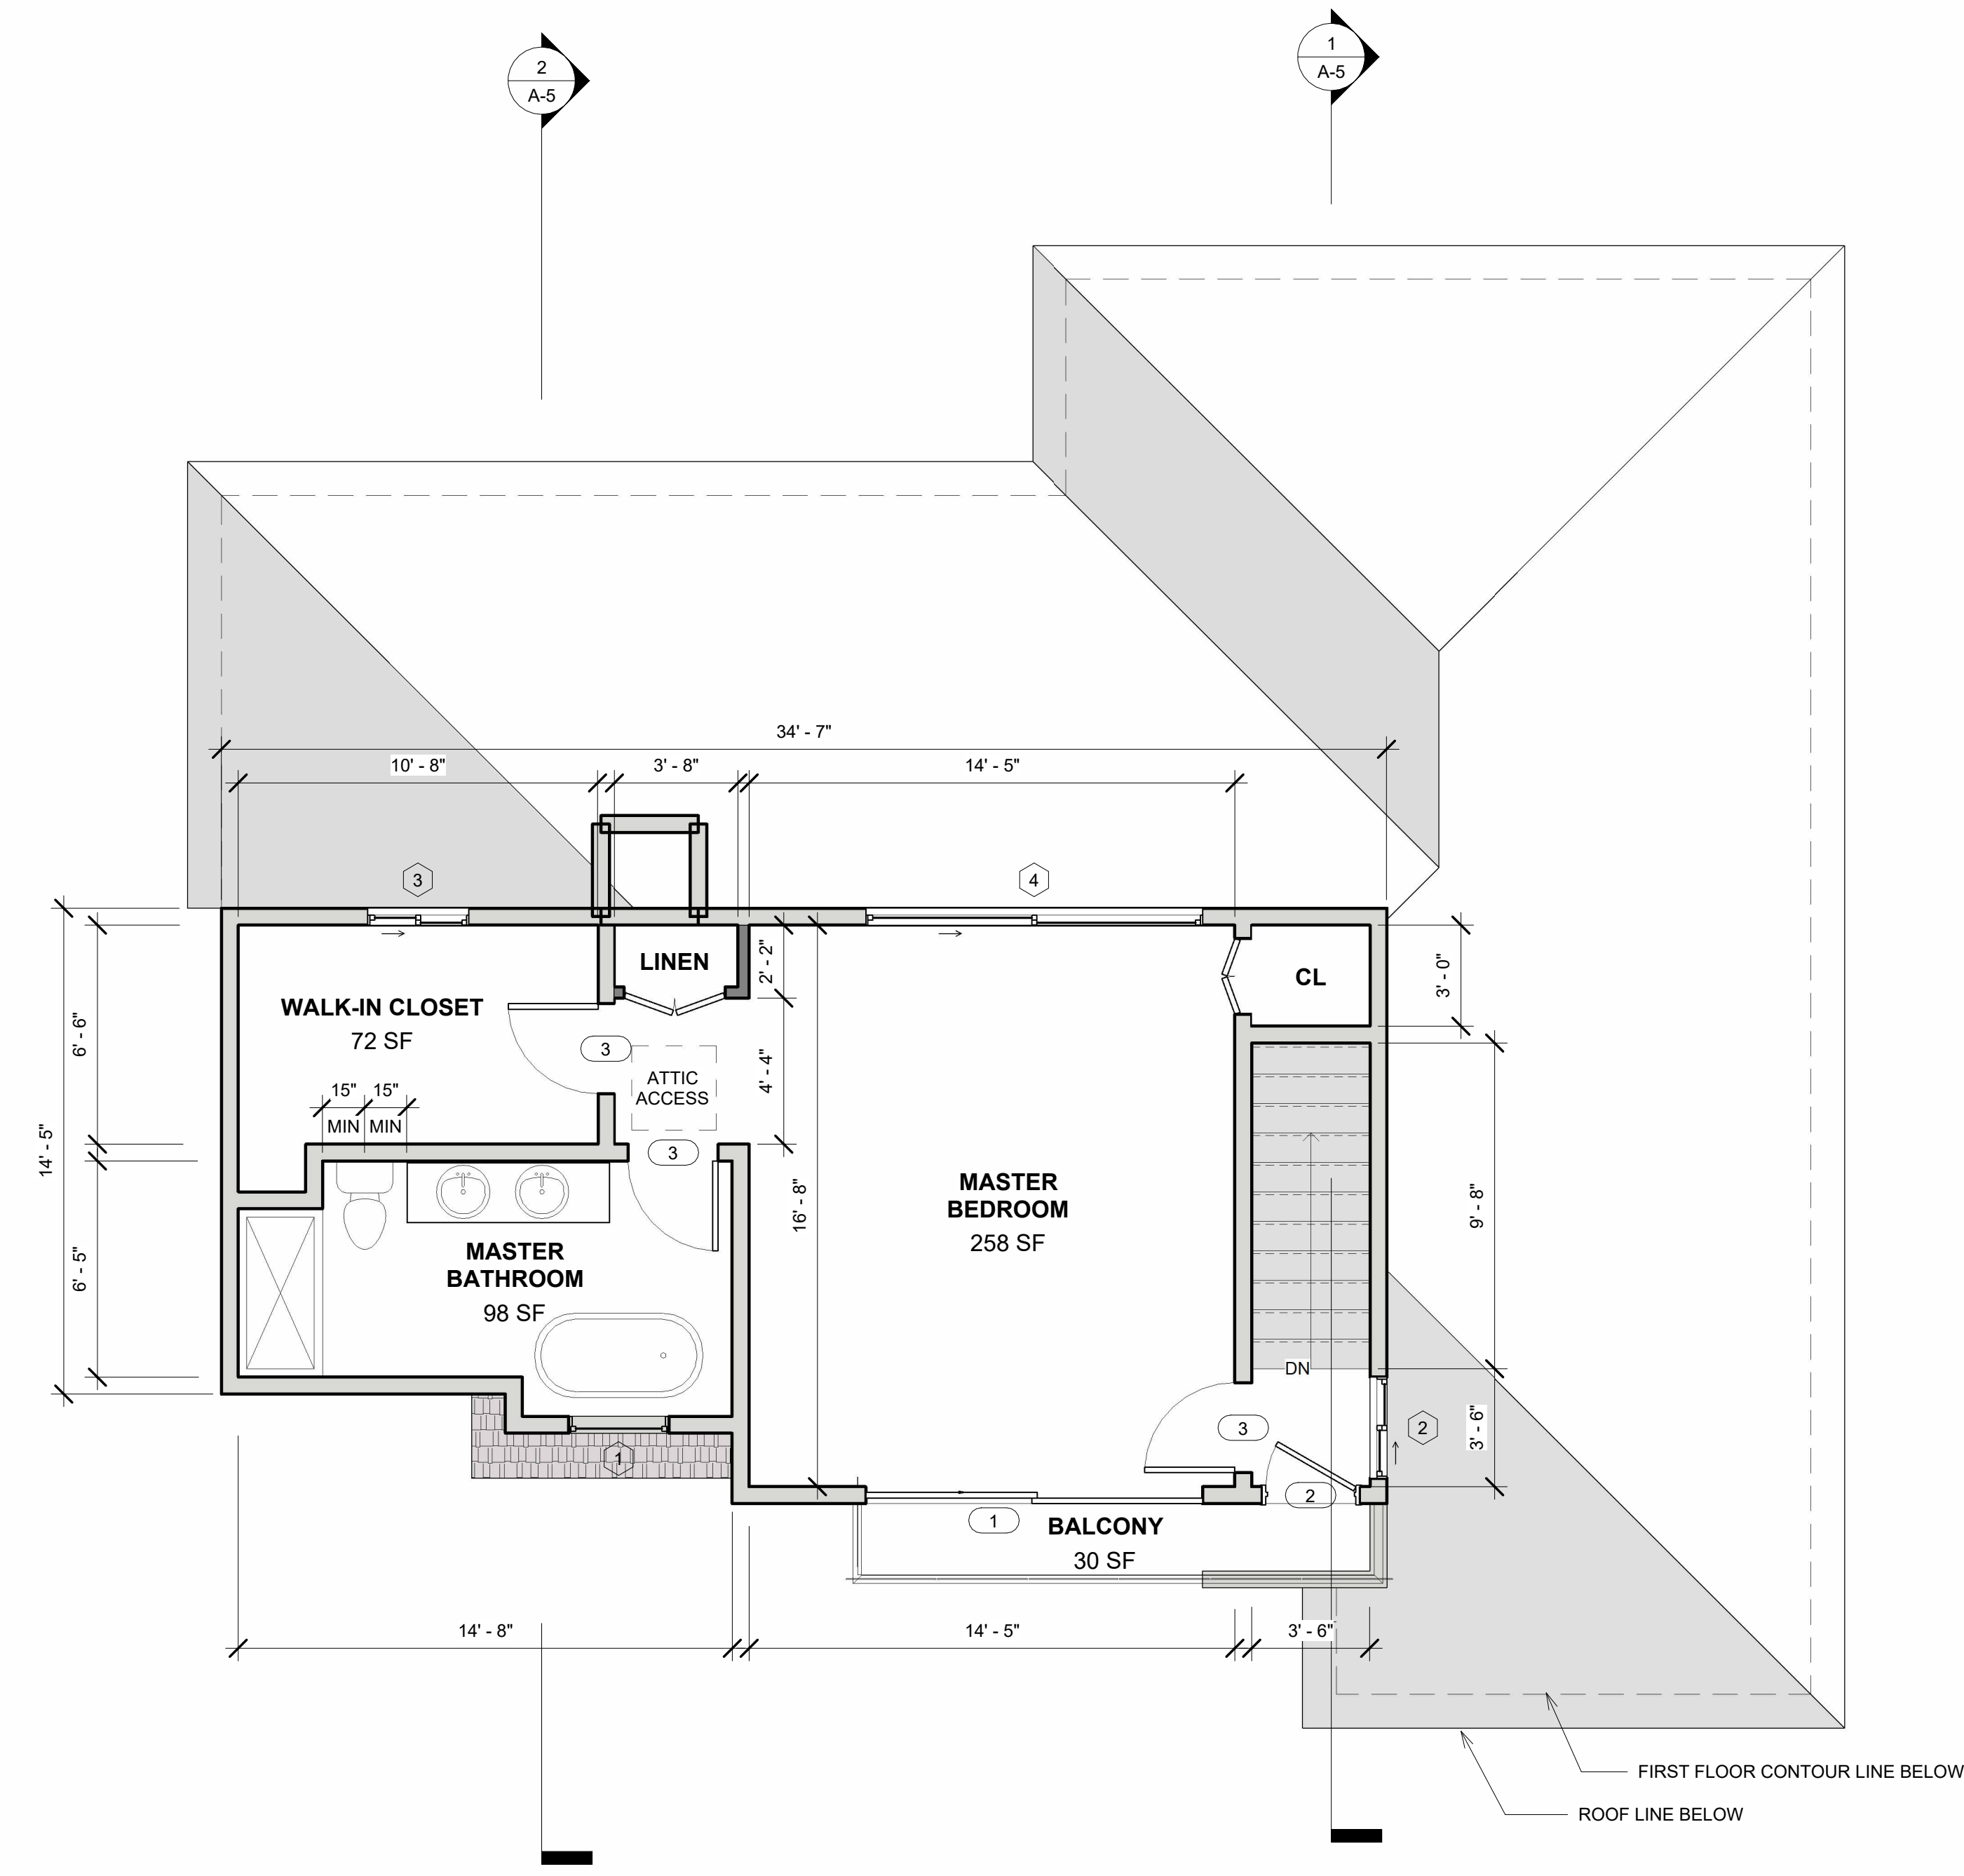 1
A-5
2
A-5
34' - 7"
10' - 8"
3' - 8"
14' - 5"
3
4
LINEN
2' - 2"
CL
3' - 0"
WALK-IN CLOSET
72 SF
6' - 6"
3
ATTIC
ACCESS
4' - 4"
15"
15"
MIN
MIN
14' - 5"
3
16' - 8"
MASTER
BEDROOM
258 SF
9' - 8"
MASTER
BATHROOM
98 SF
6' - 5"
DN
3
2
3' - 6"
1
2
1
BALCONY
30 SF
14' - 8"
14' - 5"
3' - 6"
FIRST FLOOR CONTOUR LINE BELOW
ROOF LINE BELOW